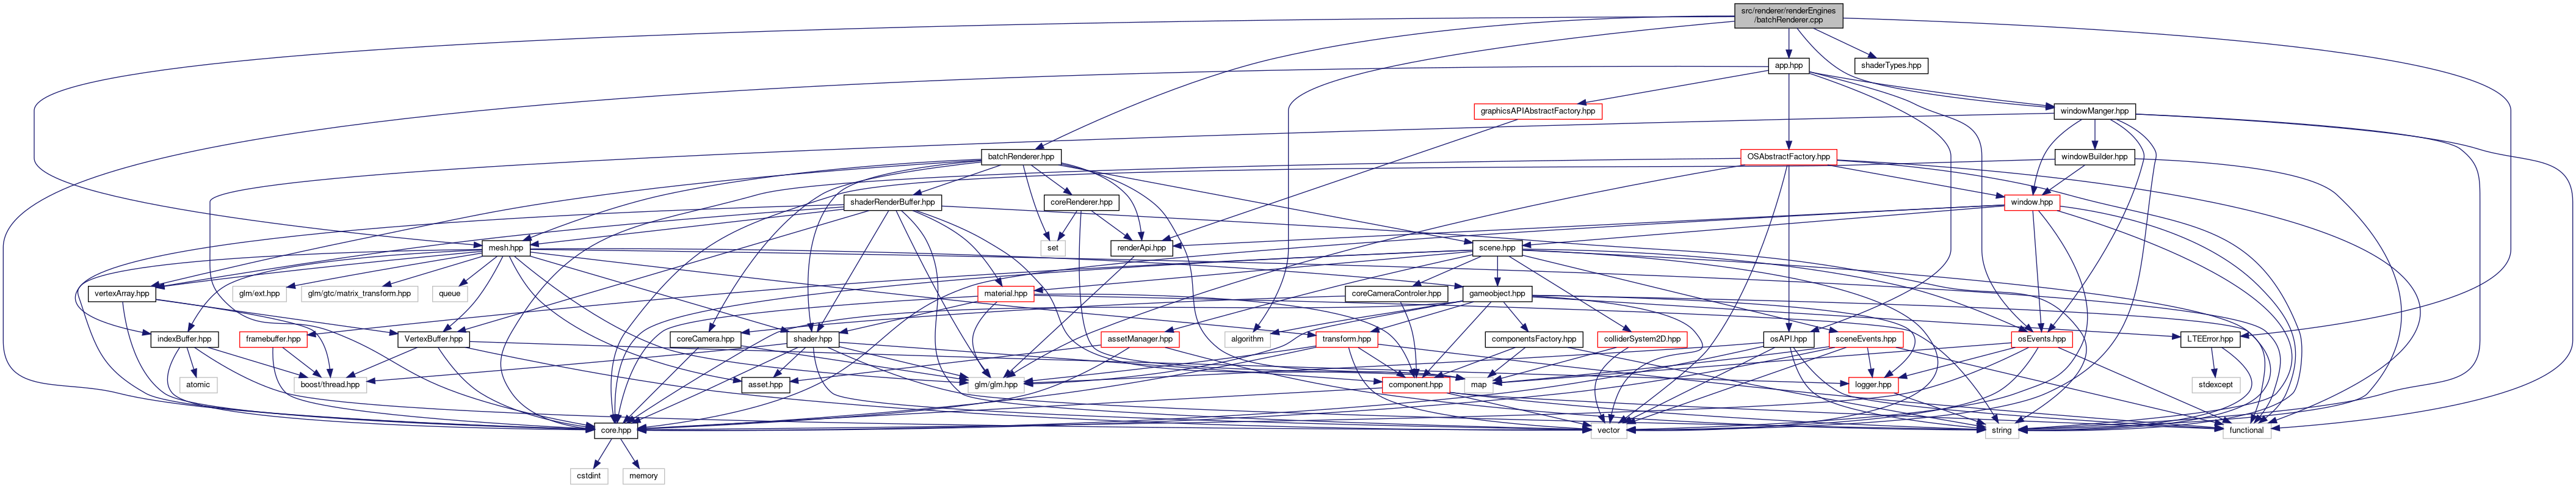 src/renderer/renderEngines
/batchRenderer.cpp
app.hpp
shaderTypes.hpp
graphicsAPIAbstractFactory.hpp
windowManger.hpp
batchRenderer.hpp
OSAbstractFactory.hpp
windowBuilder.hpp
shaderRenderBuffer.hpp
coreRenderer.hpp
window.hpp
mesh.hpp
set
renderApi.hpp
scene.hpp
vertexArray.hpp
glm/ext.hpp
glm/gtc/matrix_transform.hpp
queue
material.hpp
coreCameraControler.hpp
gameobject.hpp
indexBuffer.hpp
framebuffer.hpp
VertexBuffer.hpp
coreCamera.hpp
shader.hpp
assetManager.hpp
algorithm
transform.hpp
componentsFactory.hpp
colliderSystem2D.hpp
osAPI.hpp
sceneEvents.hpp
osEvents.hpp
LTEError.hpp
atomic
boost/thread.hpp
asset.hpp
glm/glm.hpp
component.hpp
map
logger.hpp
stdexcept
core.hpp
vector
string
functional
cstdint
memory